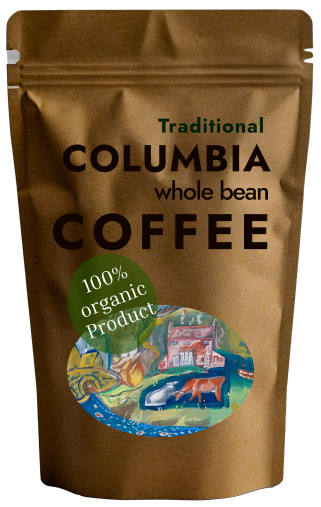 Traditional
COLUMBIA
whole bean
COFFEE
100%
organic
Product